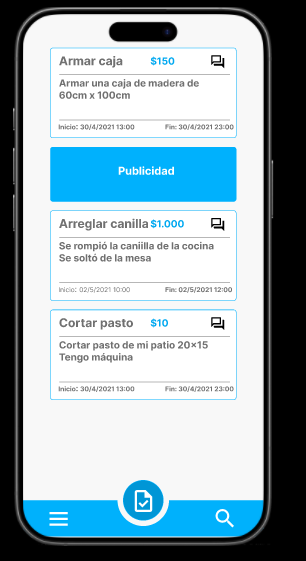 Armar caja $150
Armar una caja de madera de
60cm x 100cm
Inicio: 30/4/2021 13:00 Fin: 30/4/2021 23:00
Publicidad
Arreglar canilla $1.000
Se rompió la caniilla de la cocina
Se soltó de la mesa
Inicio: 02/5/2021 10:00 Fin: 02/5/2021 12:00
Cortar pasto $10
Cortar pasto de mi patio 20x15
Tengo máquina
Inicio: 30/4/2021 13:00 Fin: 30/4/2021 23:00